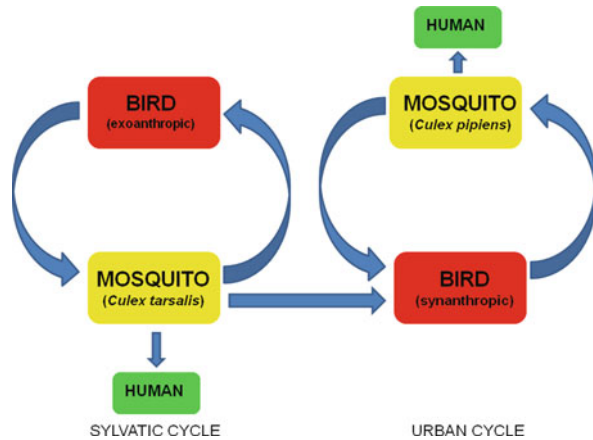 HUMAN
BIRD
(exoanthropic)
MOSQUITO
(Culex pipiens)
MOSQUITO
(Culex tarsalis)
BIRD
(synanthropic)
HUMAN
SYLVATIC CYCLE
URBAN CYCLE